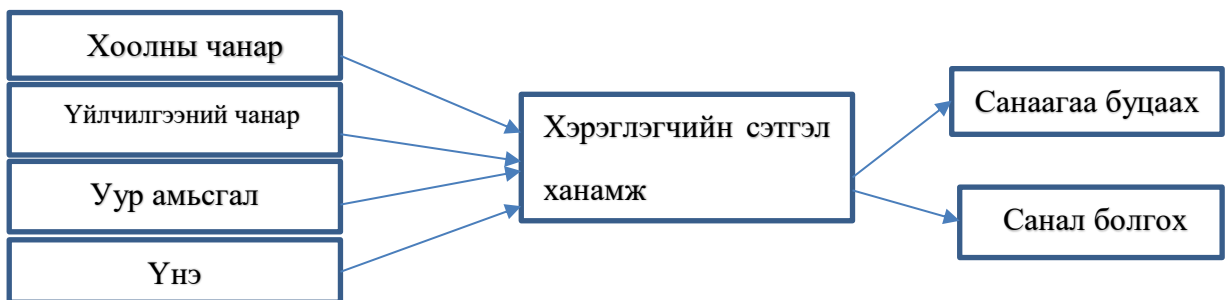 Хоолны чанар
Үйлчилгээний чанар
Уур амьсгал
Үнэ
Хэрэглэгчийн сэтгэл
ханамж
Санаагаа буцаах
Санал болгох